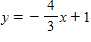 y = −4/3x + 1